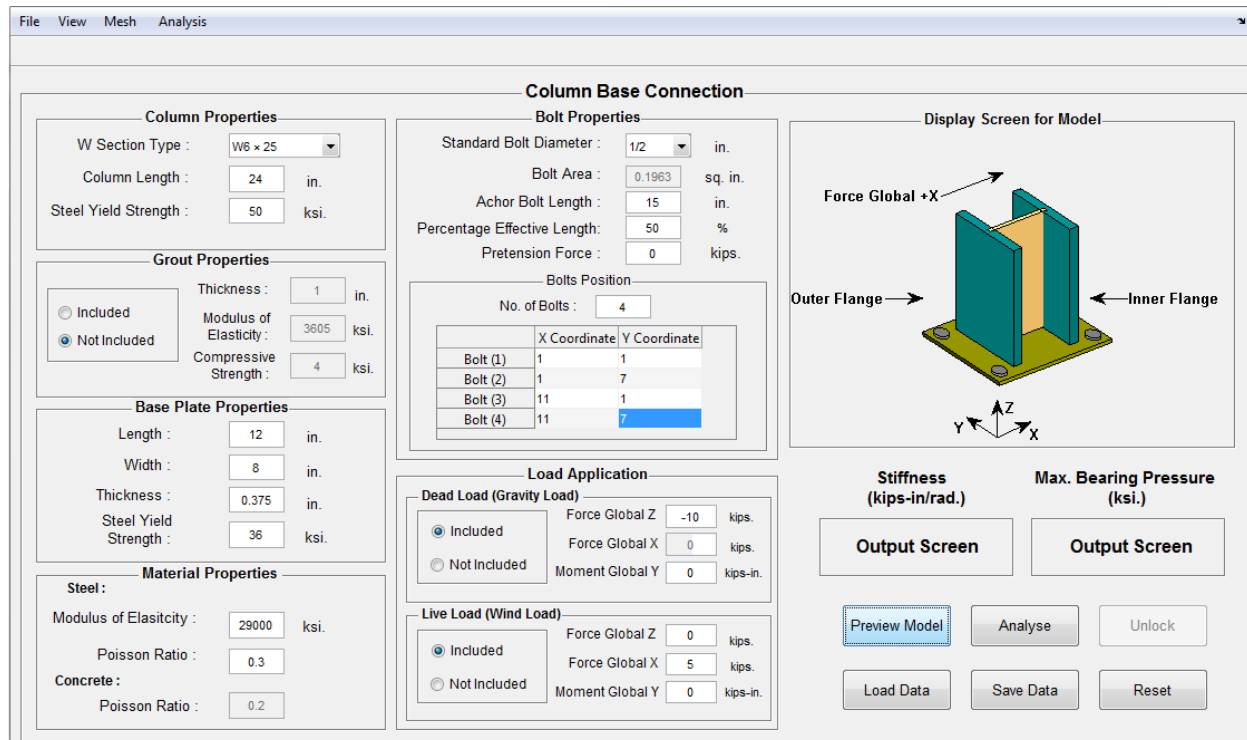 File View Mesh Analysis
Column Base Connection
Column Properties
W Section Type : W6 × 25
Column Length : 24 in.
Steel Yield Strength : 50 ksi.
Grout Properties
Included
Not Included
Thickness : 1 in.
Modulus of
Elasticity : 3605 ksi.
Compressive
Strength : 4 ksi.
Base Plate Properties
Length : 12 in.
Width : 8 in.
Thickness : 0.375 in.
Steel Yield
Strength : 36 ksi.
Material Properties
Steel :
Modulus of Elasitcity : 29000 ksi.
Poisson Ratio : 0.3
Concrete :
Poisson Ratio : 0.2
Bolt Properties
Standard Bolt Diameter : 1/2 in.
Bolt Area : 0.1963 sq. in.
Achor Bolt Length : 15 in.
Percentage Effective Length: 50 %
Pretension Force : 0 kips.
Bolts Position
No. of Bolts : 4
X Coordinate Y Coordinate
Bolt (1) 1 1
Bolt (2) 1 7
Bolt (3) 11 1
Bolt (4) 11 7
Load Application
Dead Load (Gravity Load)
Included
Not Included
Force Global Z -10 kips.
Force Global X 0 kips.
Moment Global Y 0 kips-in.
Live Load (Wind Load)
Included
Not Included
Force Global Z 0 kips.
Force Global X 5 kips.
Moment Global Y 0 kips-in.
Display Screen for Model
Force Global +X
Outer Flange
Inner Flange
Z
Y
X
Stiffness
(kips-in/rad.)
Output Screen
Max. Bearing Pressure
(ksi.)
Output Screen
Preview Model Analyse Unlock
Load Data Save Data Reset